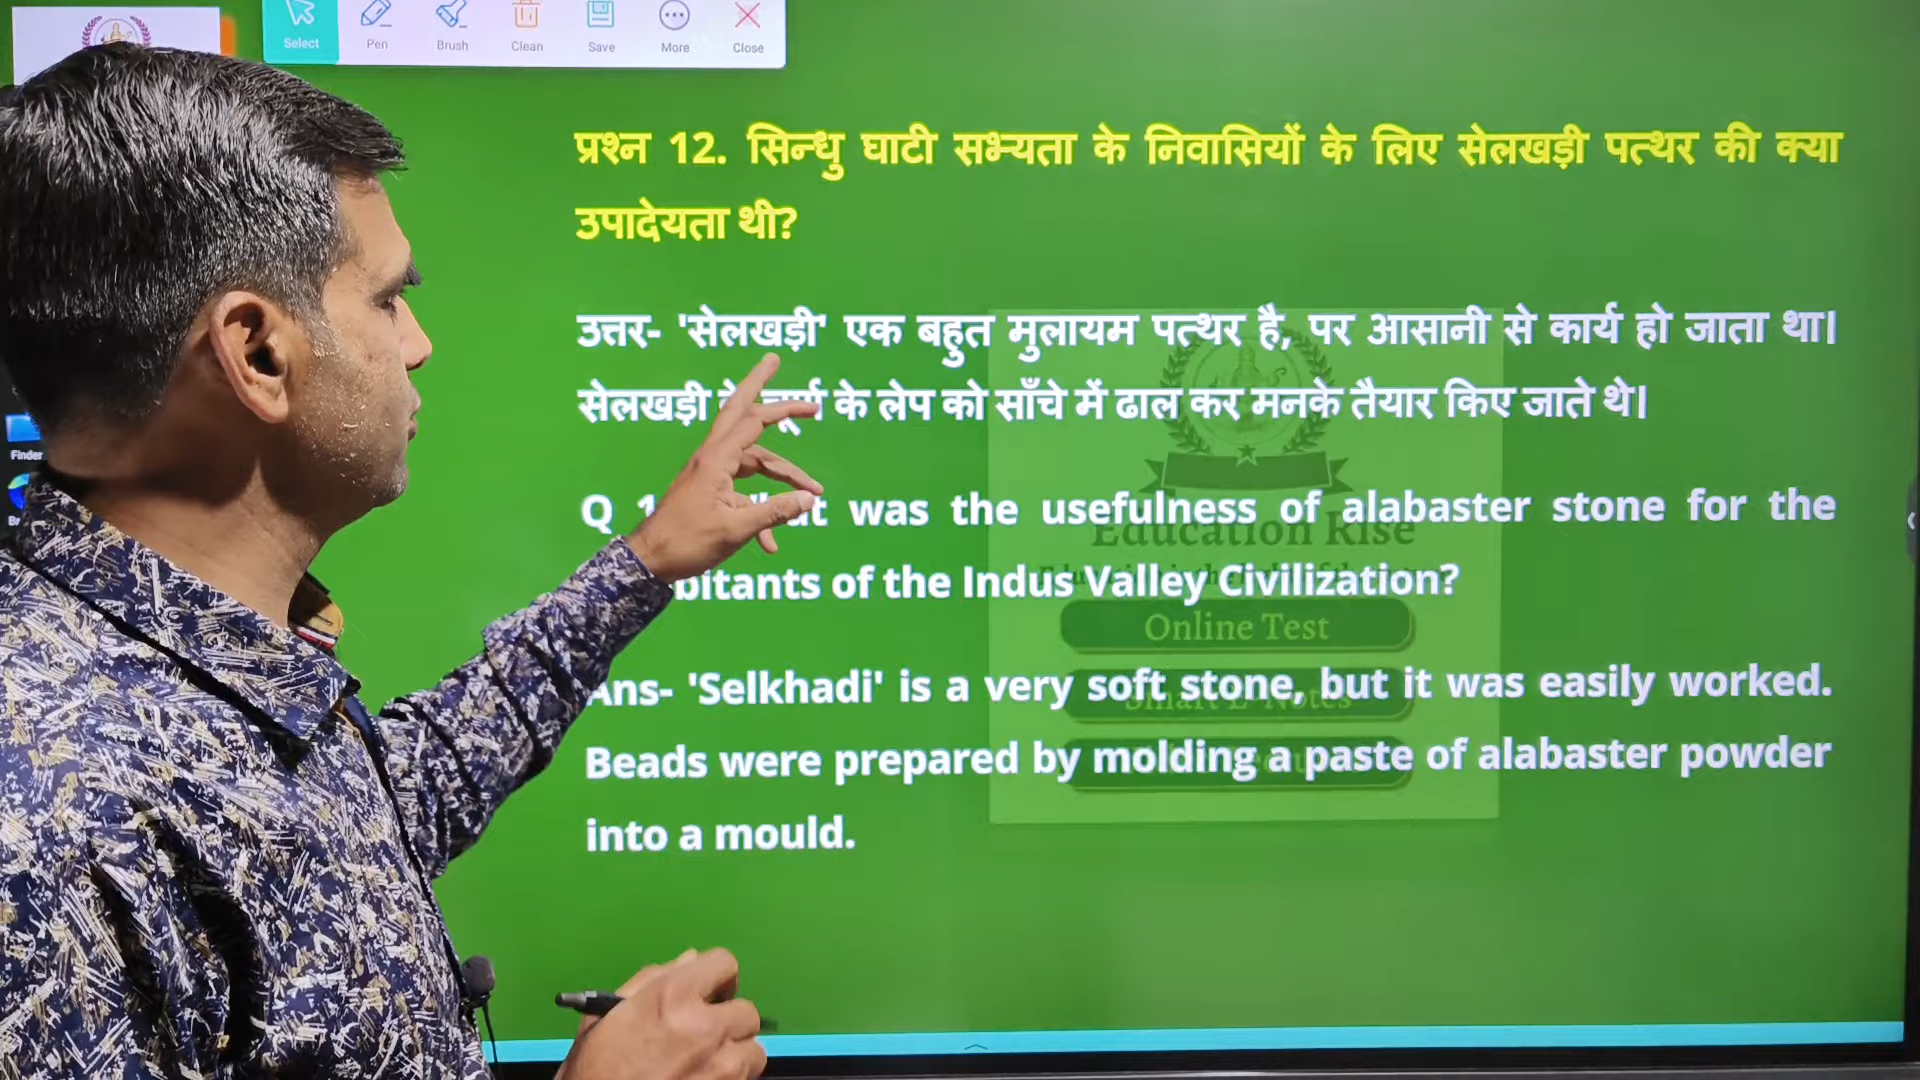 Select Pen Brush Clean Save More Close
प्रश्न 12. सिन्धु घाटी सभ्यता के निवासियों के लिए सेलखड़ी पत्थर की क्या
उपादेयता थी?
उत्तर- 'सेलखड़ी' एक बहुत मुलायम पत्थर है, पर आसानी से कार्य हो जाता था।
सेलखड़ी के लेप को साँचे में ढाल कर मनके तैयार किए जाते थे।
Finder
Q was the usefulness of alabaster stone for the
Education Rise
of the Indus Valley Civilization?
Online Test
Ans- 'Selkhadi' is a very soft stone, but it was easily worked.
Smart E-Notes
Beads were prepared by molding a paste of alabaster powder
into a mould.